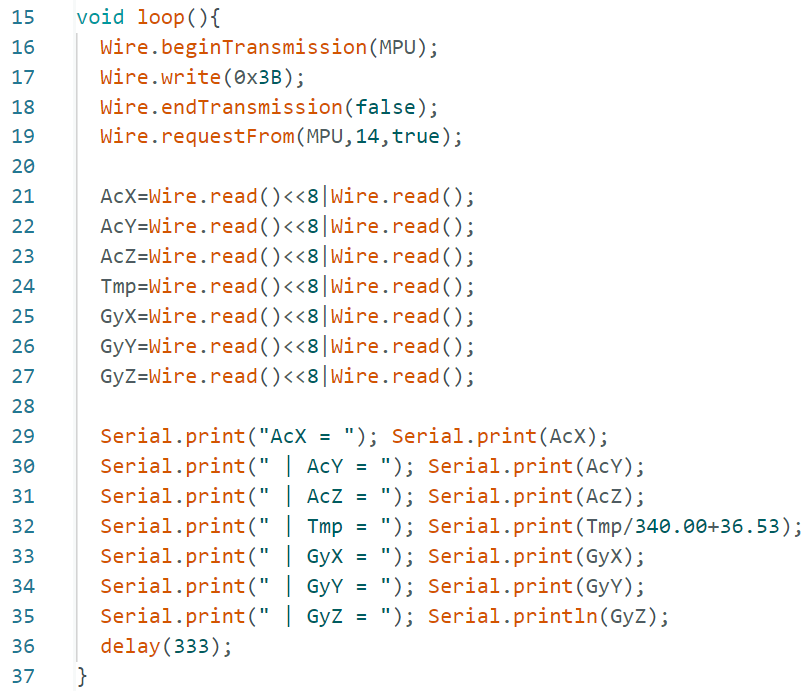 15 void loop(){
16   Wire.beginTransmission(MPU);
17   Wire.write(0x3B);
18   Wire.endTransmission(false);
19   Wire.requestFrom(MPU,14,true);
20
21   AcX=Wire.read()<<8|Wire.read();
22   AcY=Wire.read()<<8|Wire.read();
23   AcZ=Wire.read()<<8|Wire.read();
24   Tmp=Wire.read()<<8|Wire.read();
25   GyX=Wire.read()<<8|Wire.read();
26   GyY=Wire.read()<<8|Wire.read();
27   GyZ=Wire.read()<<8|Wire.read();
28
29   Serial.print("AcX = "); Serial.print(AcX);
30   Serial.print(" | AcY = "); Serial.print(AcY);
31   Serial.print(" | AcZ = "); Serial.print(AcZ);
32   Serial.print(" | Tmp = "); Serial.print(Tmp/340.00+36.53);
33   Serial.print(" | GyX = "); Serial.print(GyX);
34   Serial.print(" | GyY = "); Serial.print(GyY);
35   Serial.print(" | GyZ = "); Serial.println(GyZ);
36   delay(333);
37 }